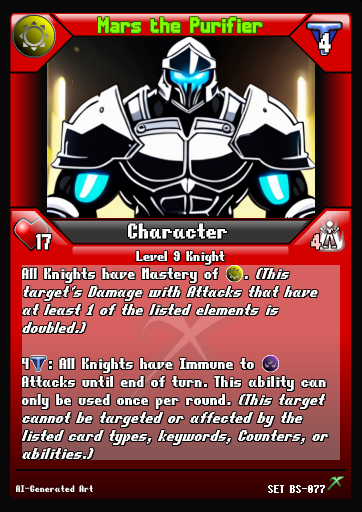 Mars the Purifier
T
4
17
Character
4
Level 9 Knight
All Knights have Mastery of . (This
target's Damage with Attacks that have
at least 1 of the listed elements is
doubled.)
4T: All Knights have Immune to
Attacks until end of turn. This ability can
only be used once per round. (This target
cannot be targeted or affected by the
listed card types, keywords, Counters, or
abilities.)
AI-Generated Art
SET BS-077